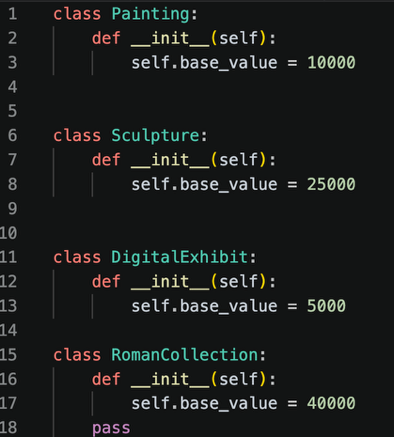 1 class Painting:
2     def __init__(self):
3         self.base_value = 10000
4
5
6 class Sculpture:
7     def __init__(self):
8         self.base_value = 25000
9
10
11 class DigitalExhibit:
12     def __init__(self):
13         self.base_value = 5000
14
15 class RomanCollection:
16     def __init__(self):
17         self.base_value = 40000
18     pass